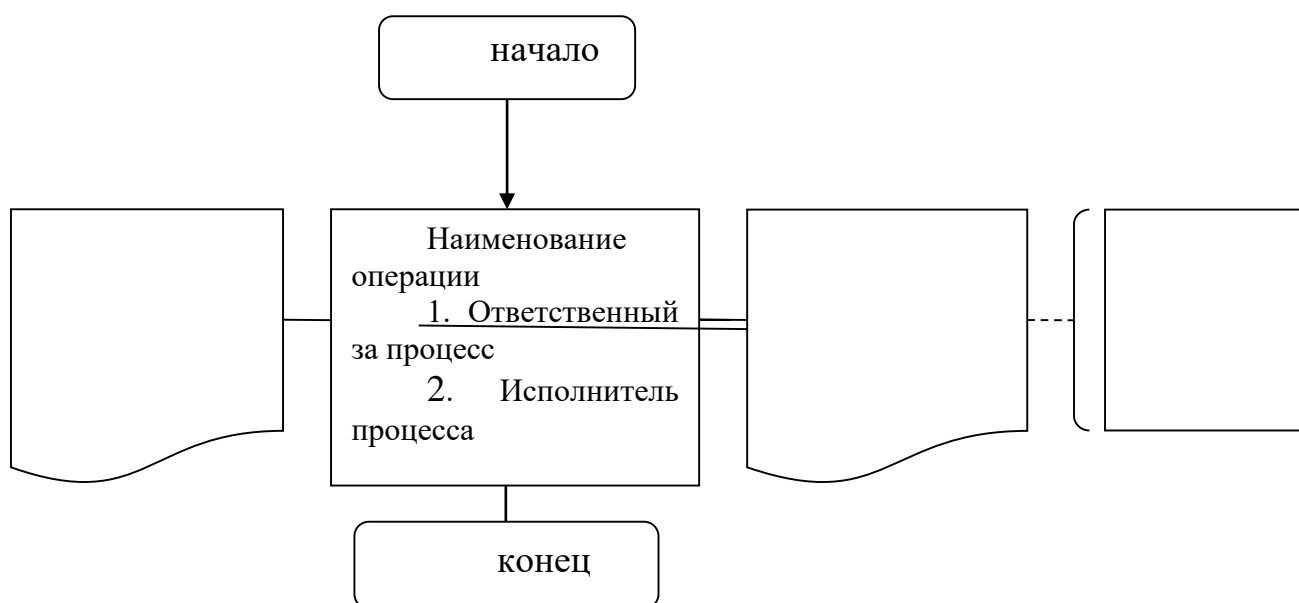 начало
Наименование
операции
1. Ответственный
за процесс
2. Исполнитель
процесса
конец